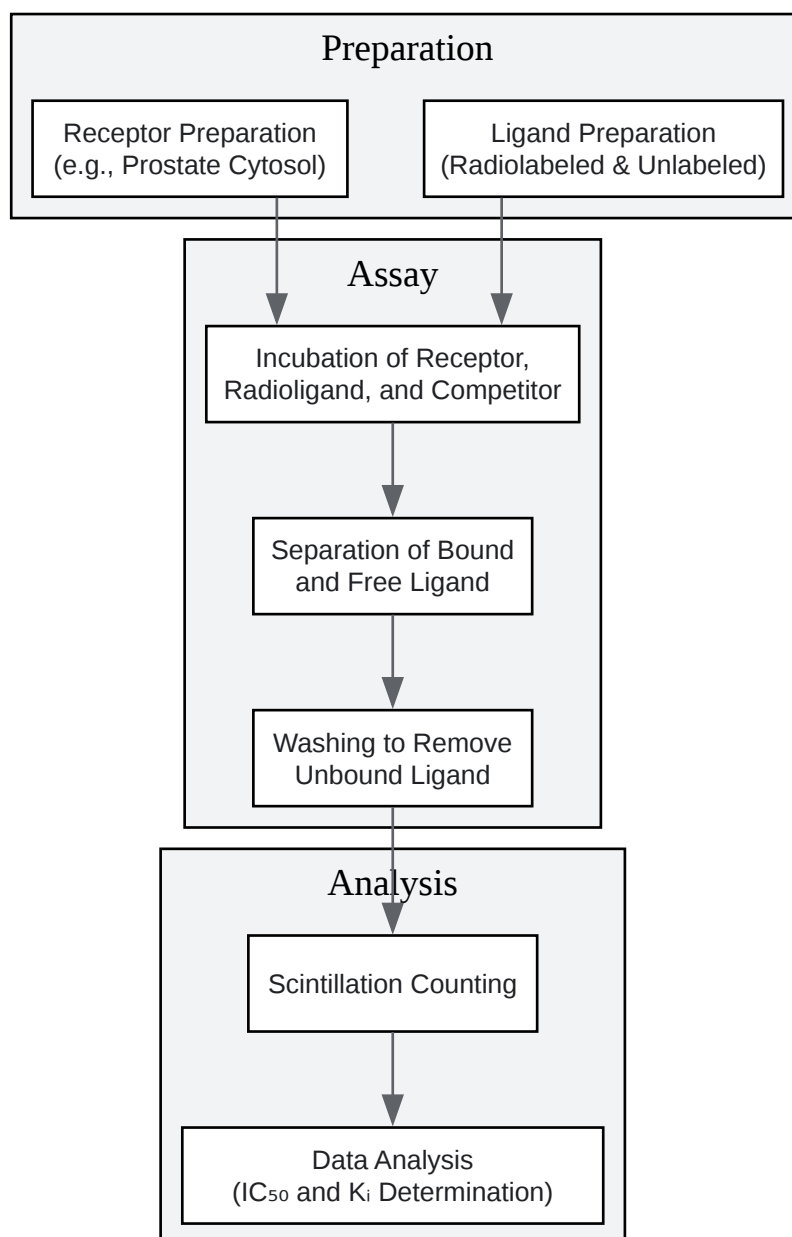 Preparation
Receptor Preparation
(e.g., Prostate Cytosol)
Ligand Preparation
(Radiolabeled & Unlabeled)
Assay
Incubation of Receptor,
Radioligand, and Competitor
Separation of Bound
and Free Ligand
Washing to Remove
Unbound Ligand
Analysis
Scintillation Counting
Data Analysis
(IC₅₀ and Kᵢ Determination)